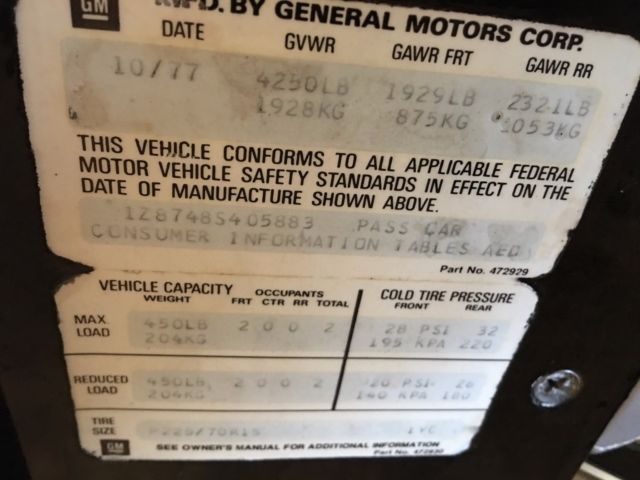 GM MFD. BY GENERAL MOTORS CORP.
DATE GVWR GAWR FRT GAWR RR
10/77 4250LB 1929LB 2321LB
1928KG 875KG 1053KG
THIS VEHICLE CONFORMS TO ALL APPLICABLE FEDERAL
MOTOR VEHICLE SAFETY STANDARDS IN EFFECT ON THE
DATE OF MANUFACTURE SHOWN ABOVE.
1Z8748S405883 PASS CAR
CONSUMER INFORMATION TABLES AED
Part No. 472929
VEHICLE CAPACITY COLD TIRE PRESSURE
WEIGHT OCCUPANTS FRONT REAR
FRT CTR RR TOTAL
MAX. LOAD 450LB 2 0 0 2 28 PSI 32
204KG 195 KPA 220
REDUCED LOAD 450LB 2 0 0 2 20 PSI 26
204KG 140 KPA 180
TIRE SIZE P225/70R15 1YC
GM SEE OWNER'S MANUAL FOR ADDITIONAL INFORMATION
Part No. 472930